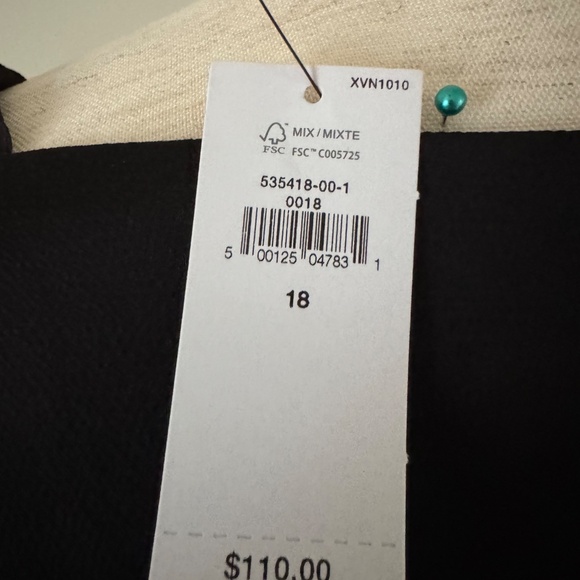 XVN1010
MIX / MIXTE
FSC FSC™ C005725
535418-00-1
0018
5 00125 04783 1
18
$110.00